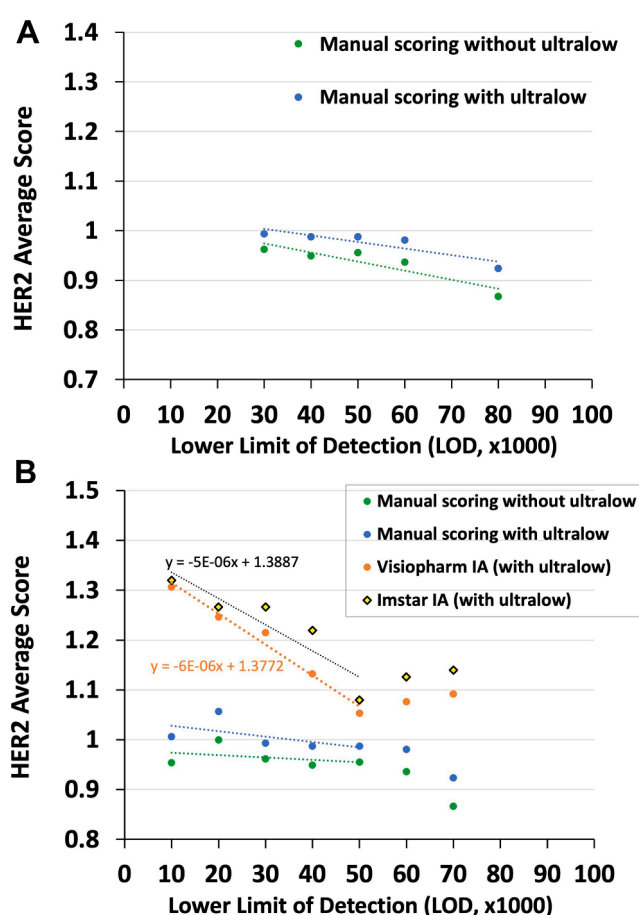 A
1.4
1.3
1.2
1.1
1
0.9
0.8
0.7
HER2 Average Score
Manual scoring without ultralow
Manual scoring with ultralow
0 10 20 30 40 50 60 70 80 90 100
Lower Limit of Detection (LOD, x1000)
B
1.5
1.4
1.3
1.2
1.1
1
0.9
0.8
HER2 Average Score
Manual scoring without ultralow
Manual scoring with ultralow
Visiopharm IA (with ultralow)
Imstar IA (with ultralow)
y = -5E-06x + 1.3887
y = -6E-06x + 1.3772
0 10 20 30 40 50 60 70 80 90 100
Lower Limit of Detection (LOD, x1000)